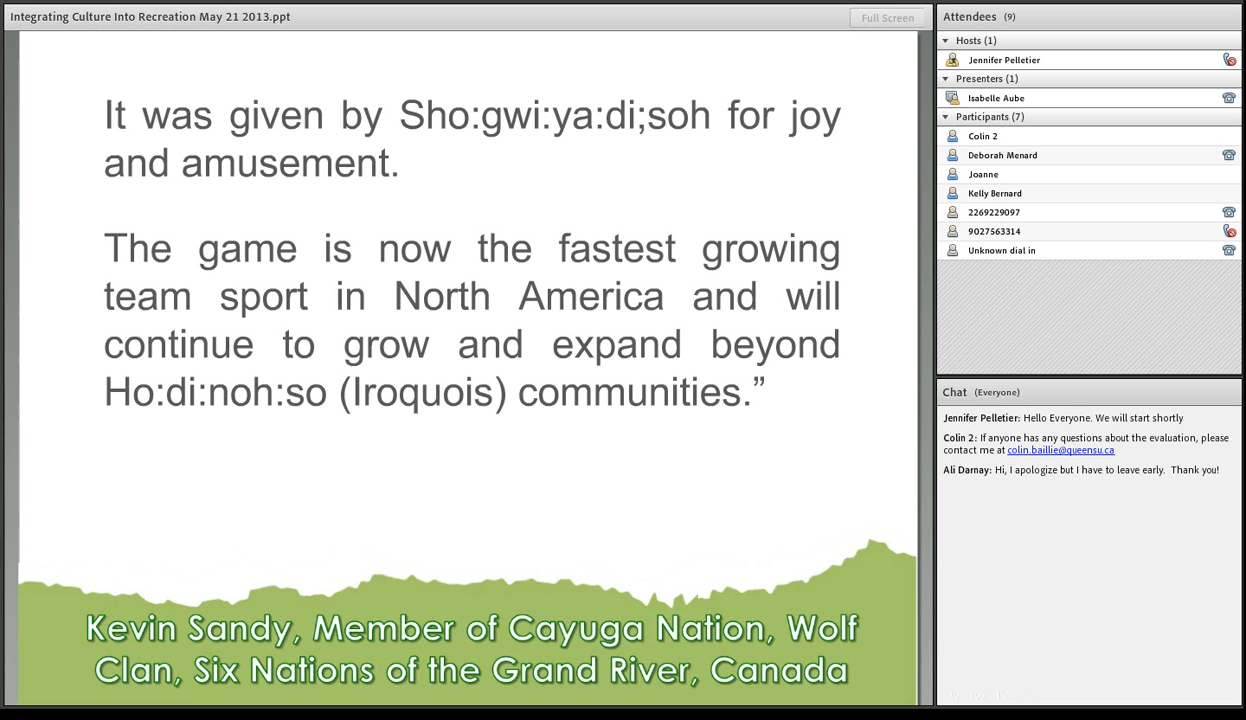 Integrating Culture Into Recreation May 21 2013.ppt
Full Screen
It was given by Sho:gwi:ya:di;soh for joy
and amusement.
The game is now the fastest growing
team sport in North America and will
continue to grow and expand beyond
Ho:di:noh:so (Iroquois) communities.”
Kevin Sandy, Member of Cayuga Nation, Wolf
Clan, Six Nations of the Grand River, Canada
Attendees (9)
Hosts (1)
Jennifer Pelletier
Presenters (1)
Isabelle Aube
Participants (7)
Colin 2
Deborah Menard
Joanne
Kelly Bernard
2269229097
9027563314
Unknown dial in
Chat (Everyone)
Jennifer Pelletier: Hello Everyone. We will start shortly
Colin 2: If anyone has any questions about the evaluation, please
contact me at colin.baillie@queensu.ca
Ali Darnay: Hi, I apologize but I have to leave early. Thank you!